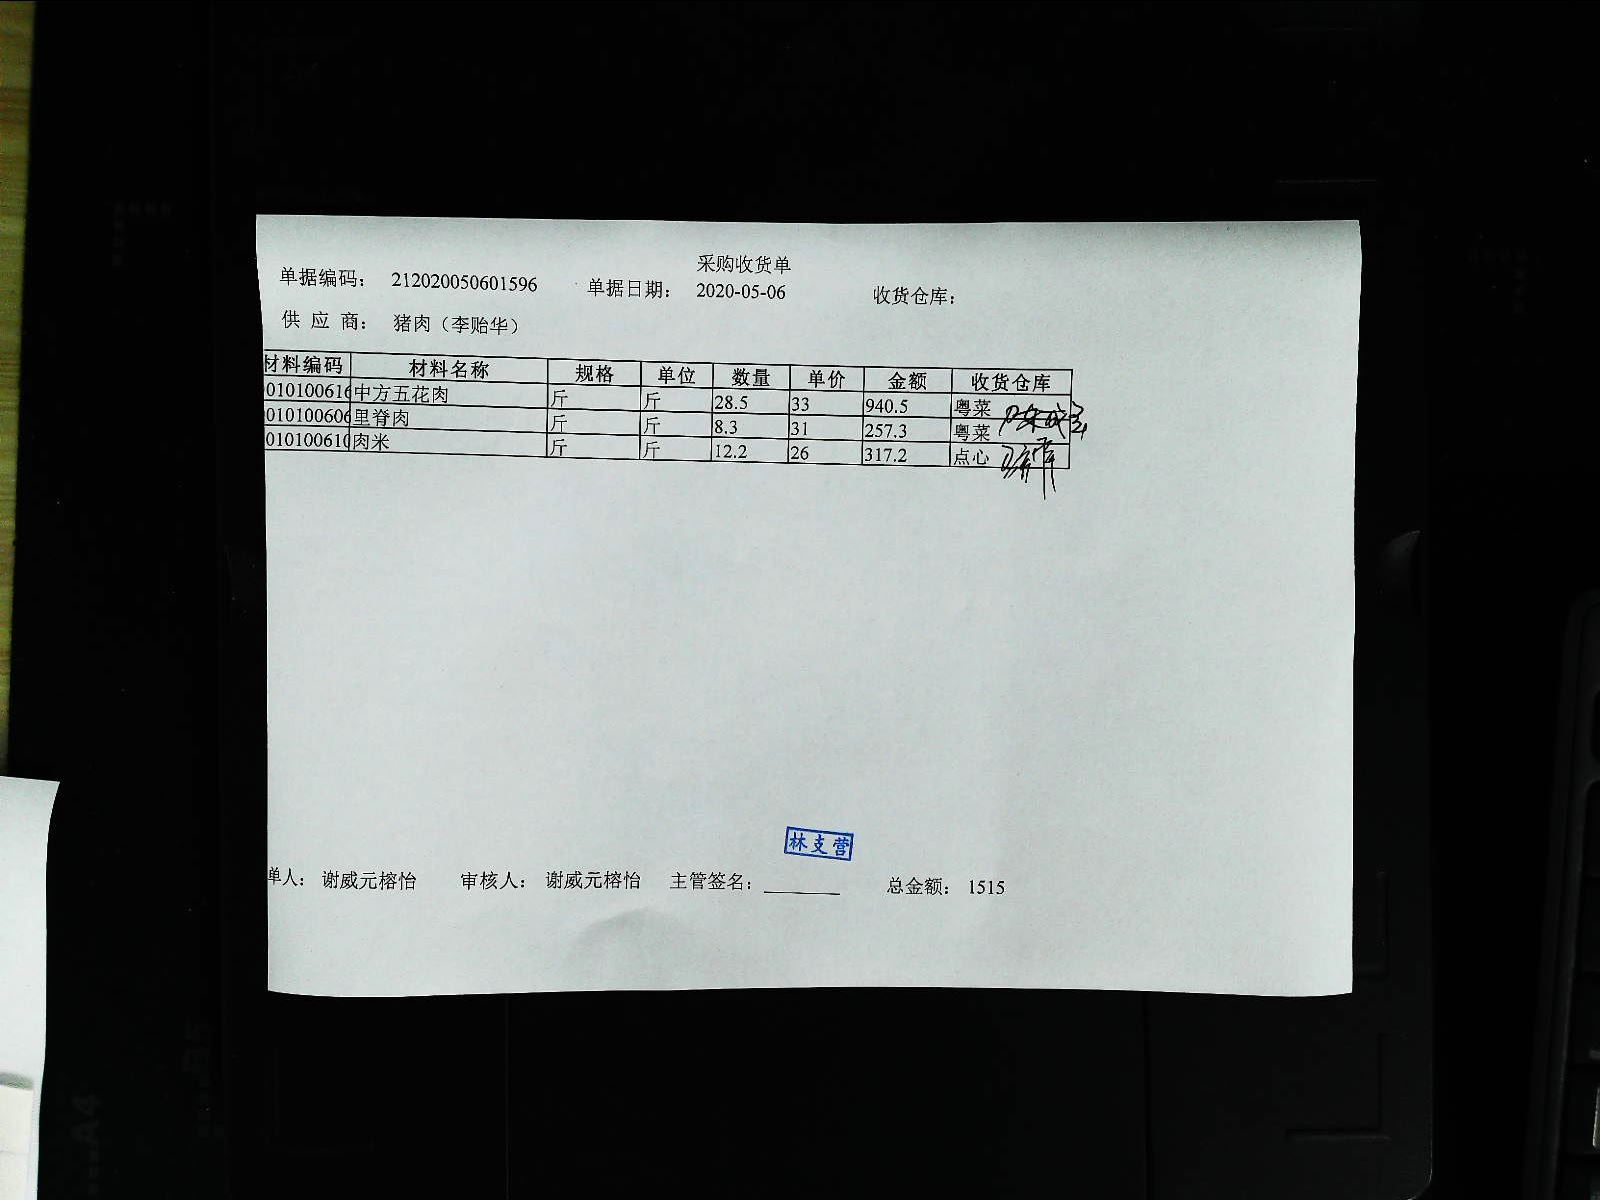 采购收货单
单据编码： 212020050601596 单据日期： 2020-05-06 收货仓库：
供 应 商： 猪肉（李贻华）
材料编码 材料名称 规格 单位 数量 单价 金额 收货仓库
010100616 中方五花肉 斤 斤 28.5 33 940.5 粤菜
010100606 里脊肉 斤 斤 8.3 31 257.3 粤菜
010100610 肉米 斤 斤 12.2 26 317.2 点心
林支营
单人： 谢威元榕怡 审核人： 谢威元榕怡 主管签名： 总金额： 1515
A4